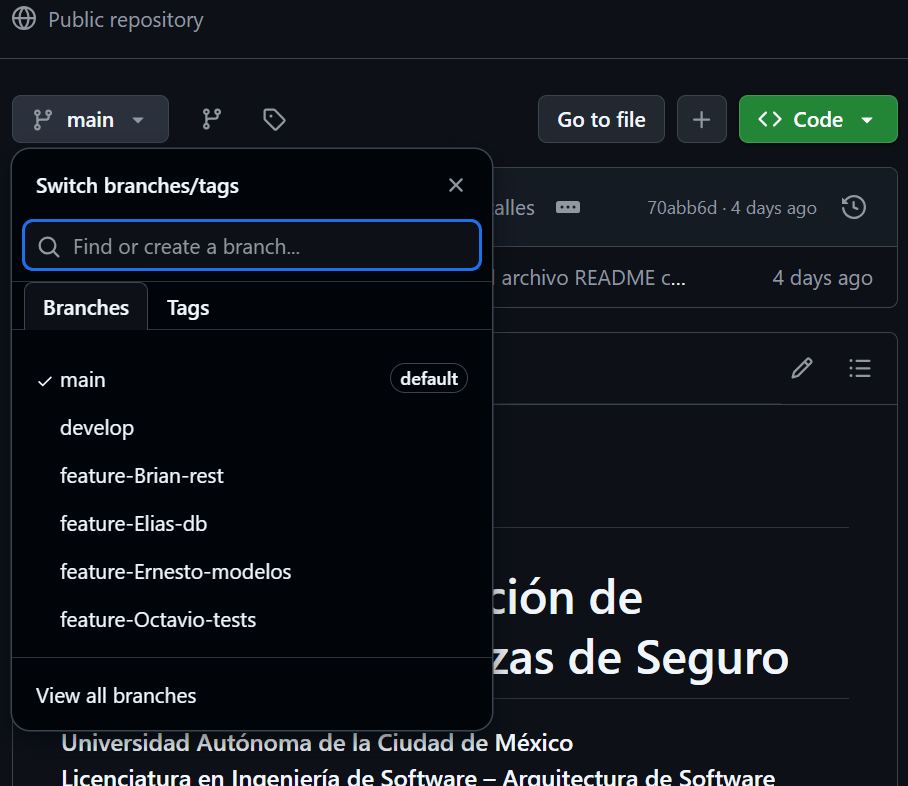 Public repository
main
Go to file
Code
Switch branches/tags
alles
70abb6d · 4 days ago
Find or create a branch...
archivo README c...
4 days ago
Branches
Tags
main
default
develop
feature-Brian-rest
feature-Elias-db
feature-Ernesto-modelos
feature-Octavio-tests
ción de
zas de Seguro
View all branches
Universidad Autónoma de la Ciudad de México
Licenciatura en Ingeniería de Software – Arquitectura de Software